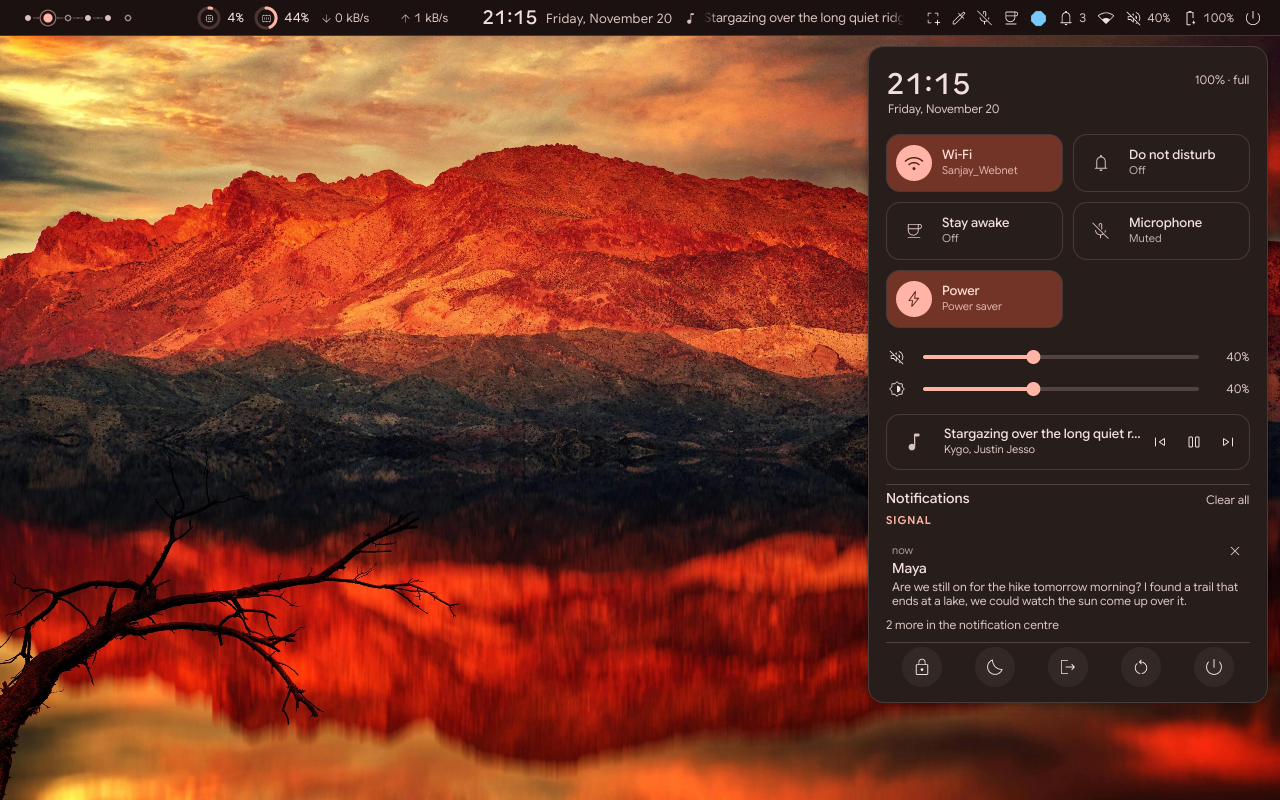 4%
44%
↓ 0 kB/s
↑ 1 kB/s
21:15 Friday, November 20
Stargazing over the long quiet ridg
3
40%
100%
21:15
100% · full
Friday, November 20
Wi-Fi
Sanjay_Webnet
Do not disturb
Off
Stay awake
Off
Microphone
Muted
Power
Power saver
40%
40%
Stargazing over the long quiet r...
Kygo, Justin Jesso
Notifications
Clear all
SIGNAL
now
Maya
Are we still on for the hike tomorrow morning? I found a trail that
ends at a lake, we could watch the sun come up over it.
2 more in the notification centre